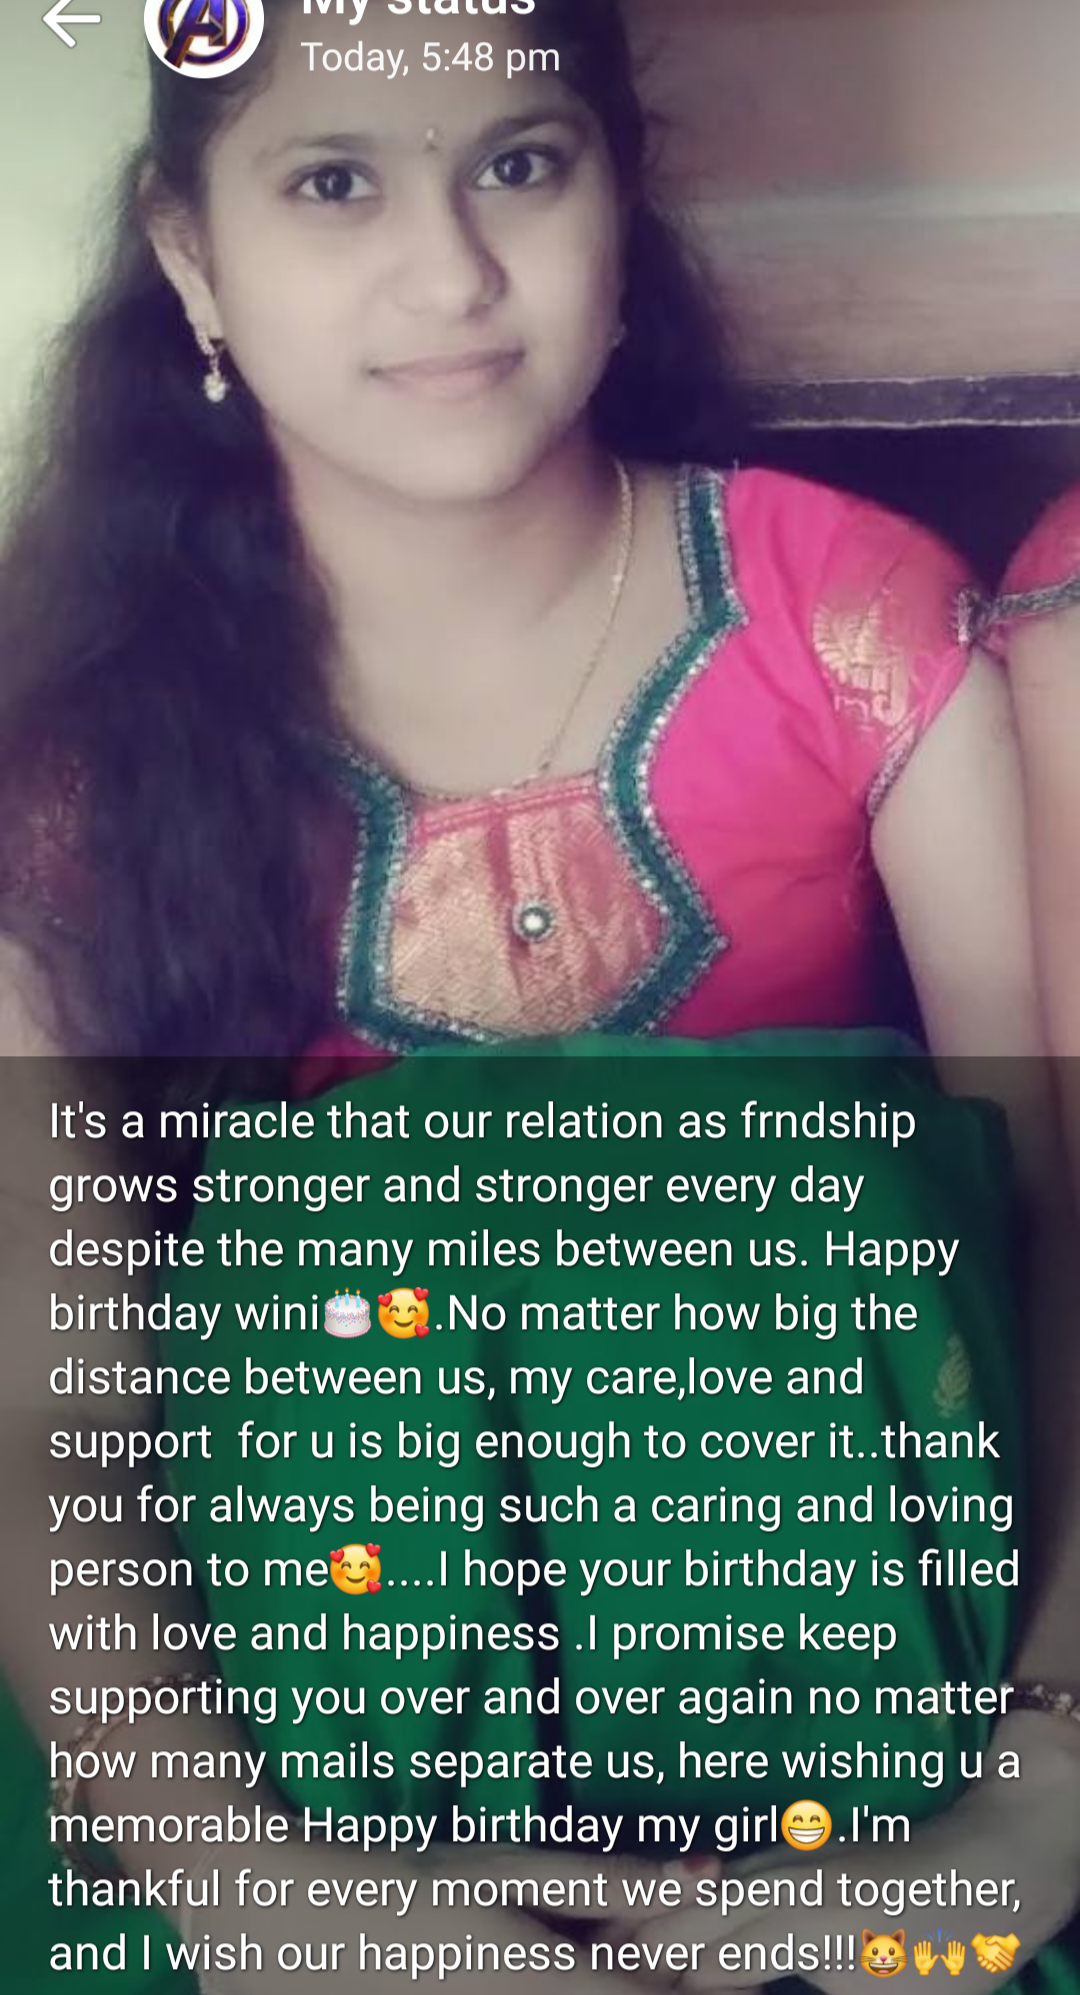 My status
Today, 5:48 pm
It's a miracle that our relation as frndship
grows stronger and stronger every day
despite the many miles between us. Happy
birthday wini🎂🥰.No matter how big the
distance between us, my care,love and
support  for u is big enough to cover it..thank
you for always being such a caring and loving
person to me🥰....I hope your birthday is filled
with love and happiness .I promise keep
supporting you over and over again no matter
how many mails separate us, here wishing u a
memorable Happy birthday my girl😁.I'm
thankful for every moment we spend together,
and I wish our happiness never ends!!!😺🙌🤝